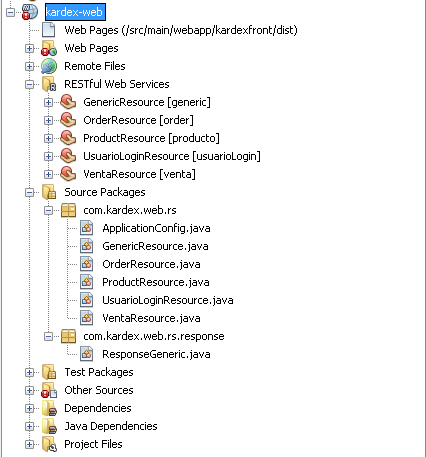 kardex-web
Web Pages (/src/main/webapp/kardexfront/dist)
Web Pages
Remote Files
RESTful Web Services
GenericResource [generic]
OrderResource [order]
ProductResource [producto]
UsuarioLoginResource [usuarioLogin]
VentaResource [venta]
Source Packages
com.kardex.web.rs
ApplicationConfig.java
GenericResource.java
OrderResource.java
ProductResource.java
UsuarioLoginResource.java
VentaResource.java
com.kardex.web.rs.response
ResponseGeneric.java
Test Packages
Other Sources
Dependencies
Java Dependencies
Project Files